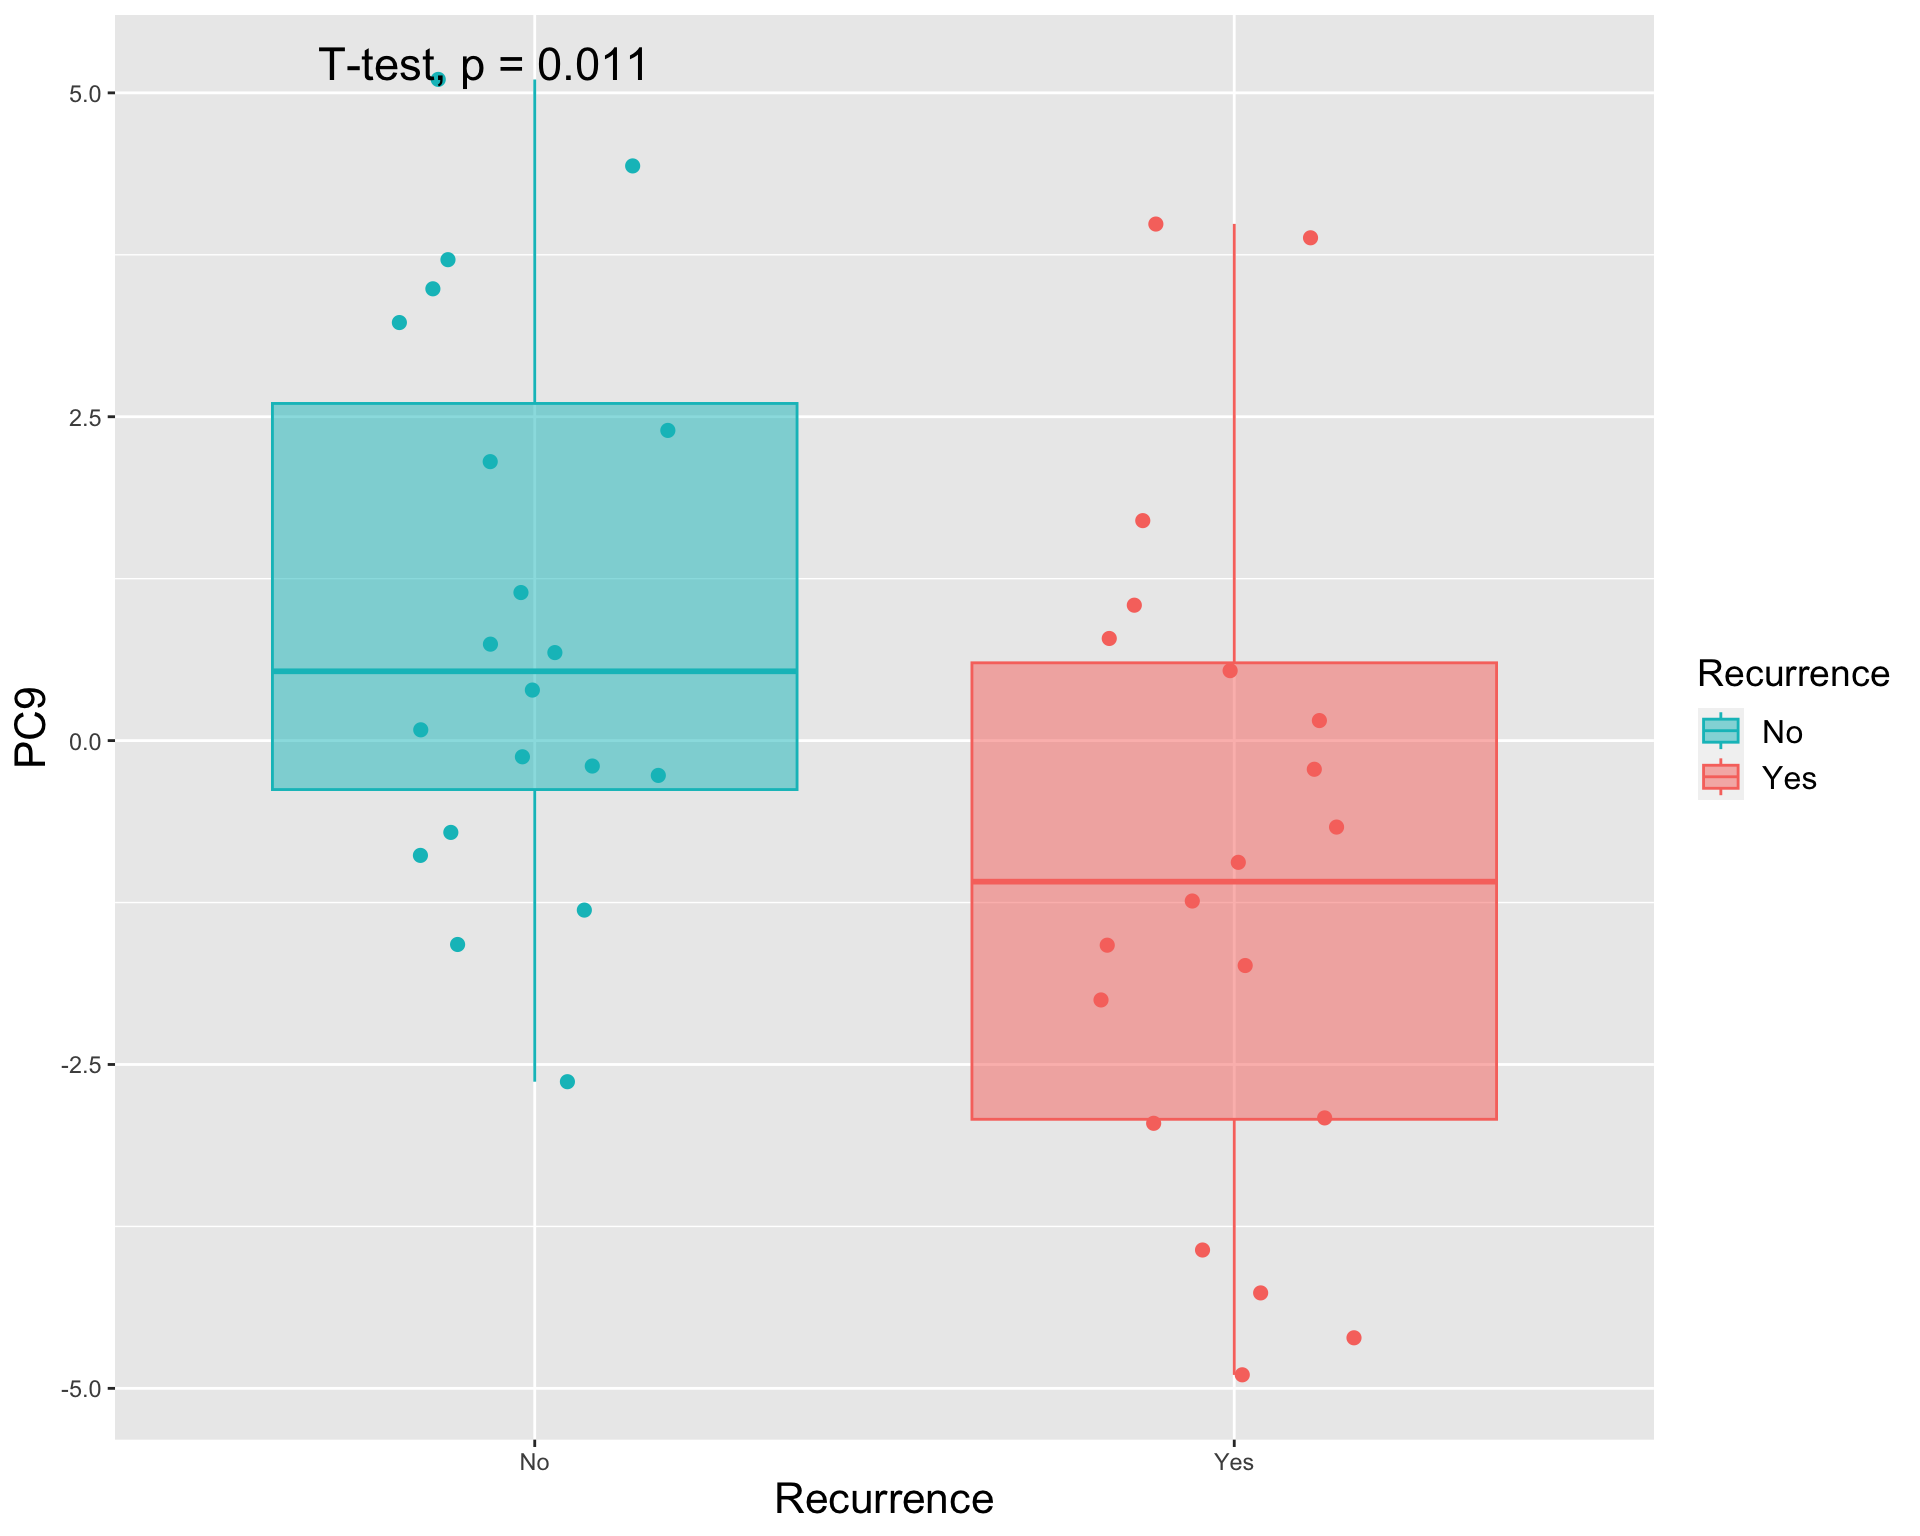 T-test, p = 0.011
5.0
2.5
0.0
-2.5
-5.0
PC9
No
Yes
Recurrence
Recurrence
No
Yes